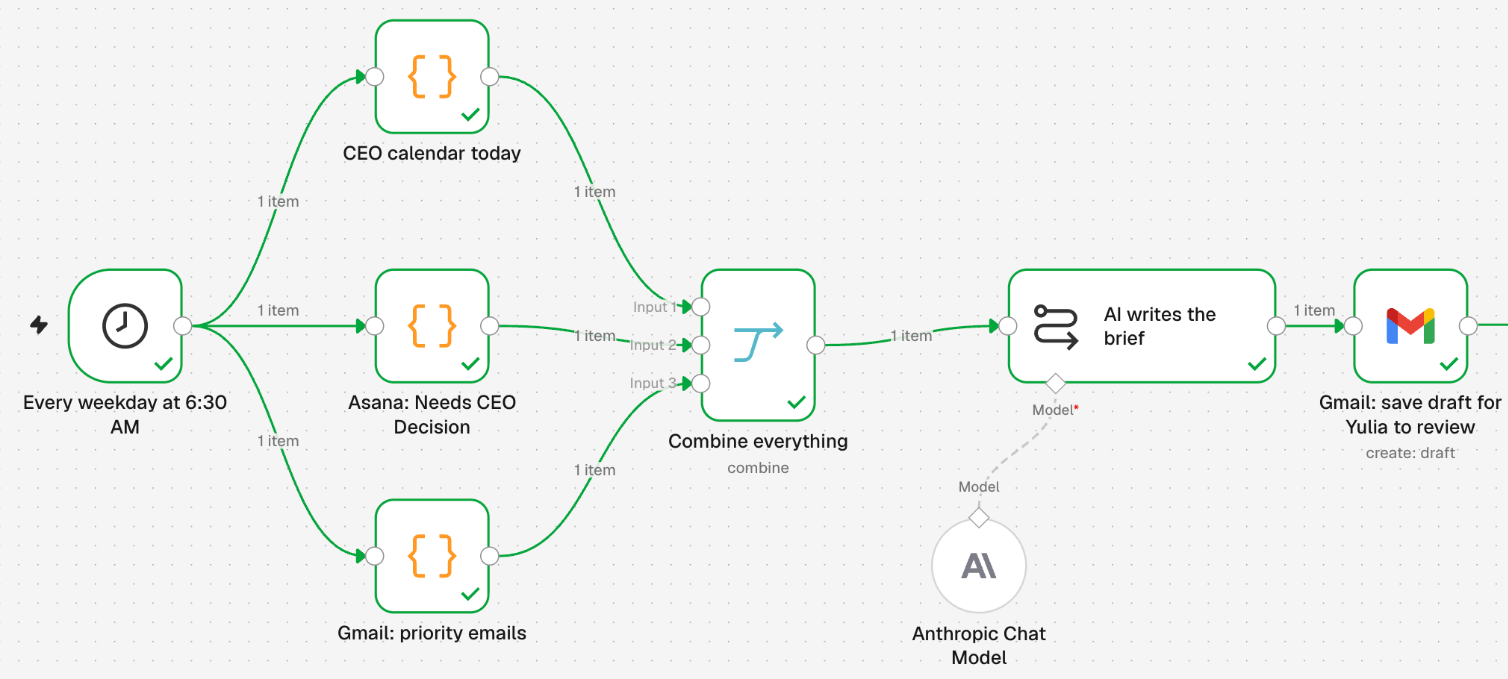 CEO calendar today
1 item
1 item
1 item
Every weekday at 6:30
AM
Asana: Needs CEO
Decision
1 item
Gmail: priority emails
1 item
1 item
1 item
Input 1
Input 2
Input 3
Combine everything
combine
1 item
AI writes the
brief
Model*
Model
Anthropic Chat
Model
1 item
Gmail: save draft for
Yulia to review
create: draft